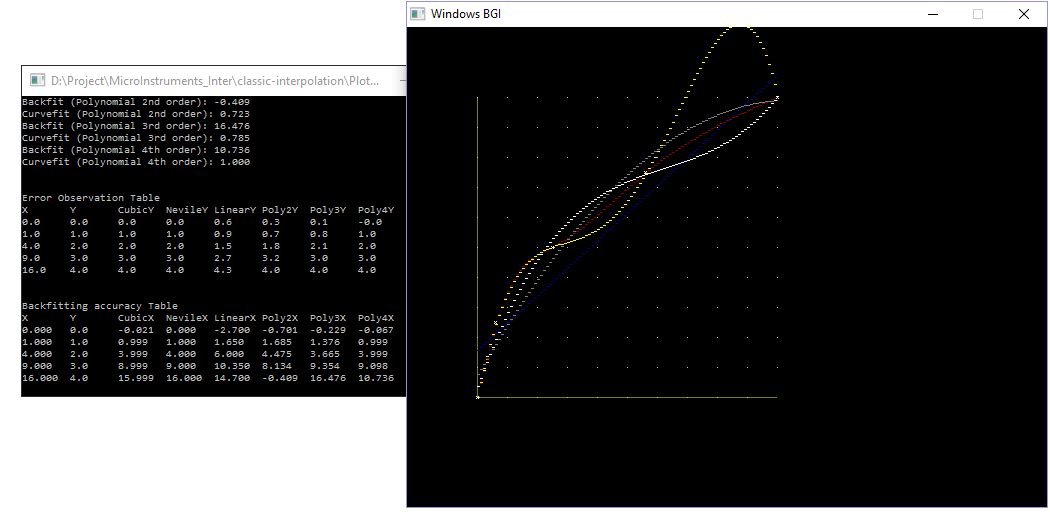 D:\Project\MicroInstruments_Inter\classic-interpolation\Plot...
Backfit (Polynomial 2nd order): -0.409
Curvefit (Polynomial 2nd order): 0.723
Backfit (Polynomial 3rd order): 16.476
Curvefit (Polynomial 3rd order): 0.785
Backfit (Polynomial 4th order): 10.736
Curvefit (Polynomial 4th order): 1.000
Error Observation Table
X Y CubicY NevileY LinearY Poly2Y Poly3Y Poly4Y
0.0 0.0 0.0 0.0 0.6 0.3 0.1 -0.0
1.0 1.0 1.0 1.0 0.9 0.7 0.8 1.0
4.0 2.0 2.0 2.0 1.5 1.8 2.1 2.0
9.0 3.0 3.0 3.0 2.7 3.2 3.0 3.0
16.0 4.0 4.0 4.0 4.3 4.0 4.0 4.0
Backfitting accuracy Table
X Y CubicX NevileX LinearX Poly2X Poly3X Poly4X
0.000 0.0 -0.021 0.000 -2.700 -0.701 -0.229 -0.067
1.000 1.0 0.999 1.000 1.650 1.685 1.376 0.999
4.000 2.0 3.999 4.000 6.000 4.475 3.665 3.999
9.000 3.0 8.999 9.000 10.350 8.134 9.354 9.098
16.000 4.0 15.999 16.000 14.700 -0.409 16.476 10.736
Windows BGI